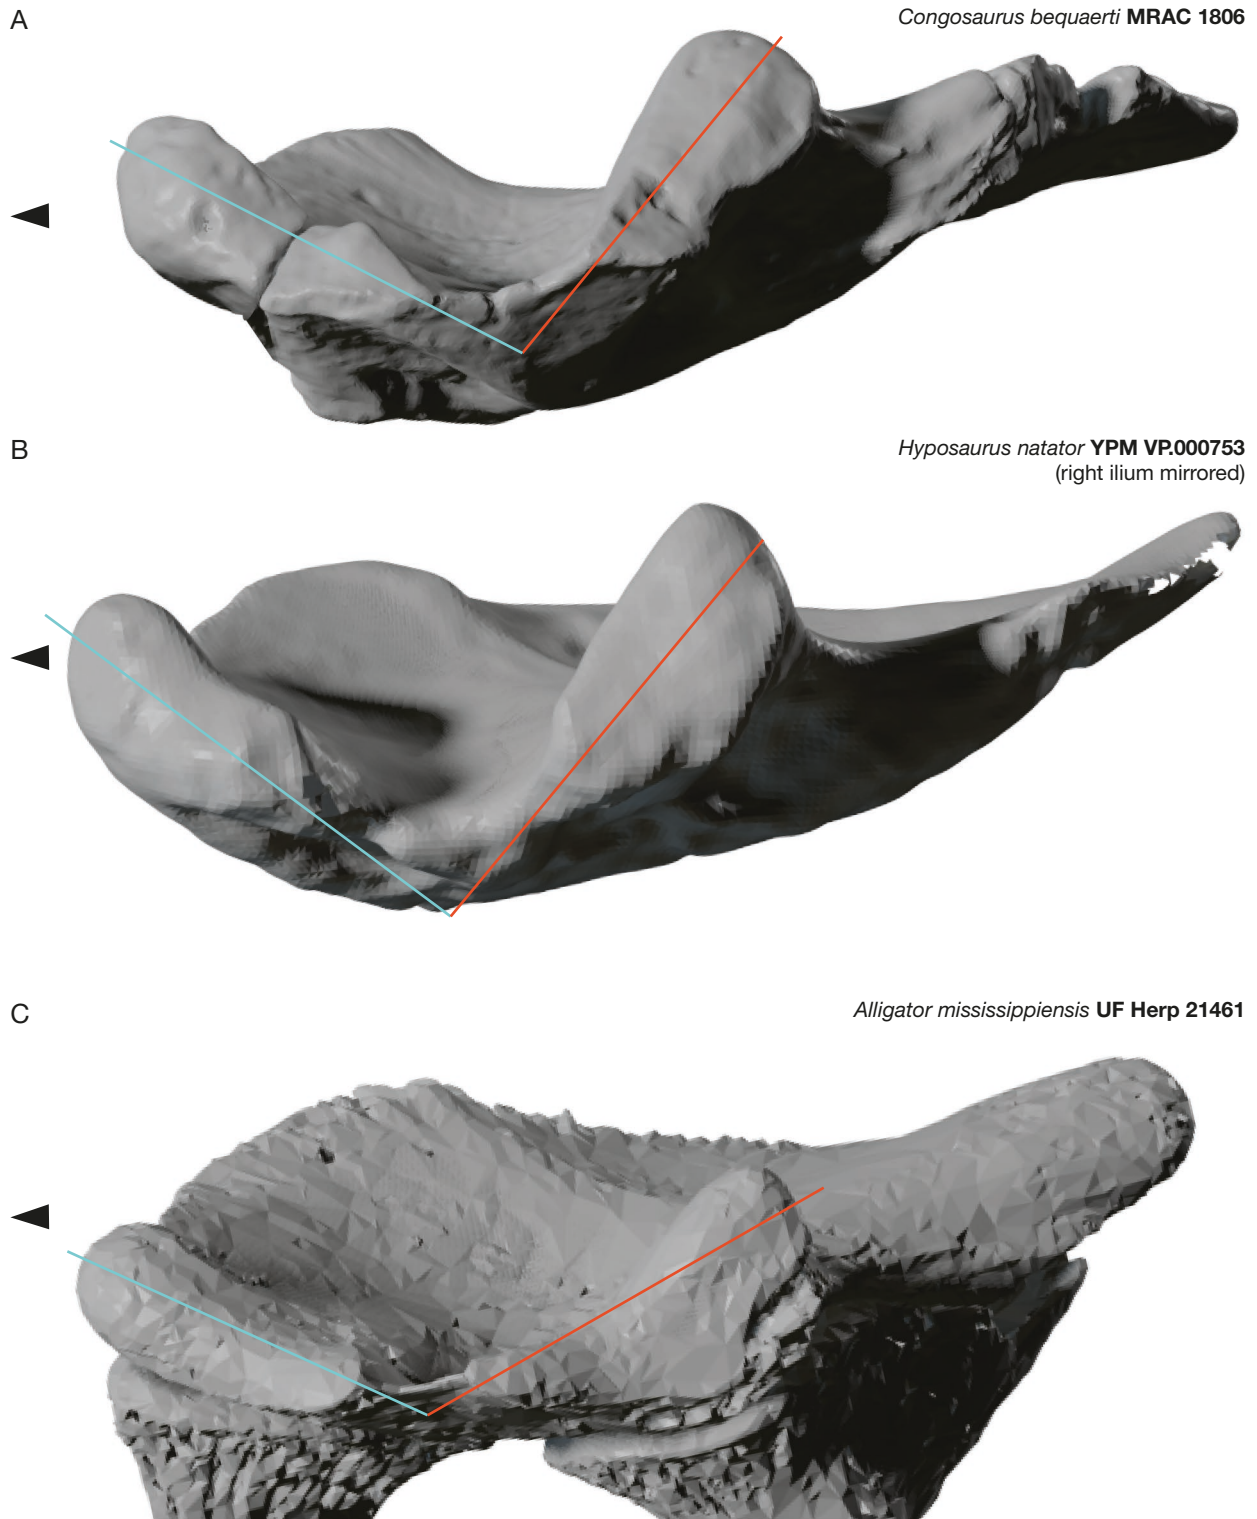 A
Congosaurus bequaerti MRAC 1806
B
Hyposaurus natator YPM VP.000753
(right ilium mirrored)
C
Alligator mississippiensis UF Herp 21461